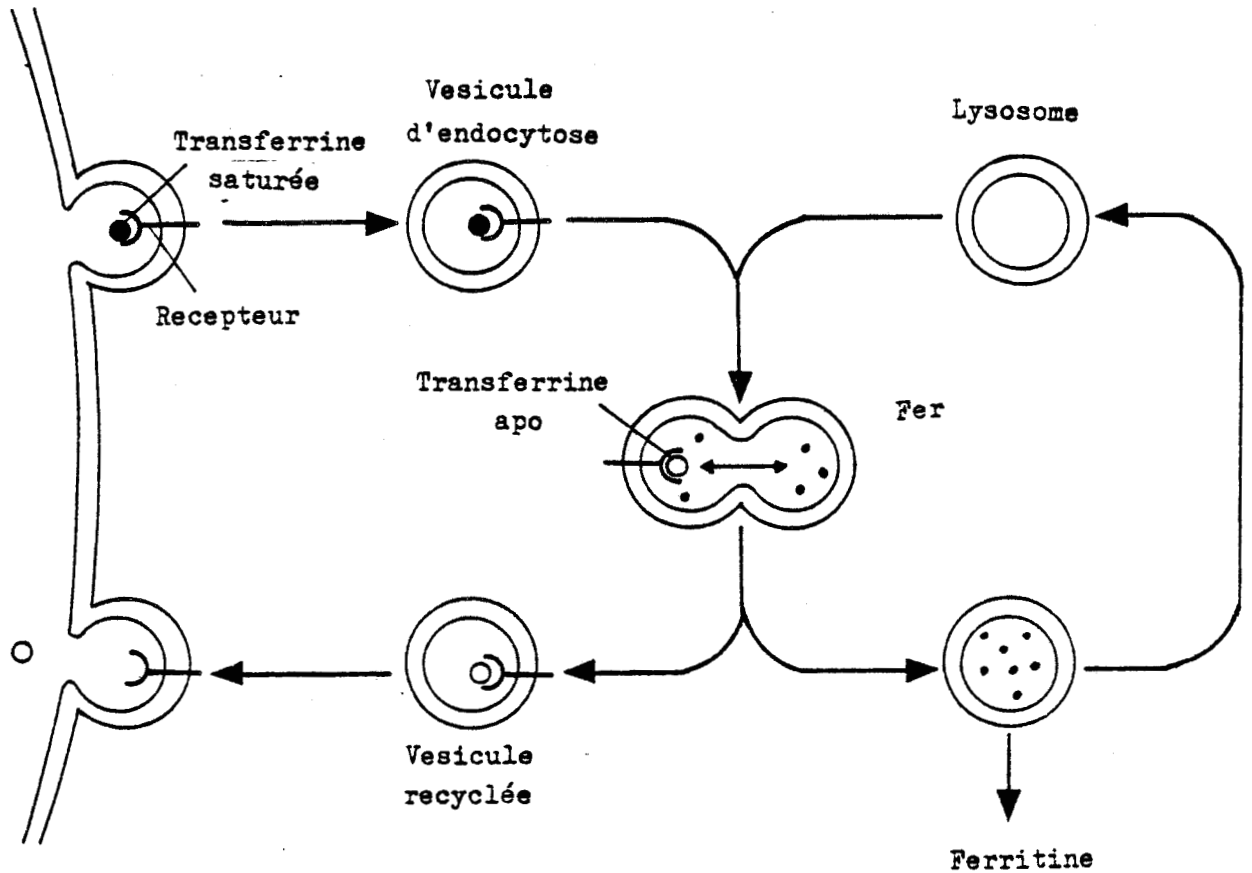 Vesicule
d'endocytose
Lysosome
Transferrine
saturée
Recepteur
Transferrine
apo
Fer
Vesicule
recyclée
Ferritine